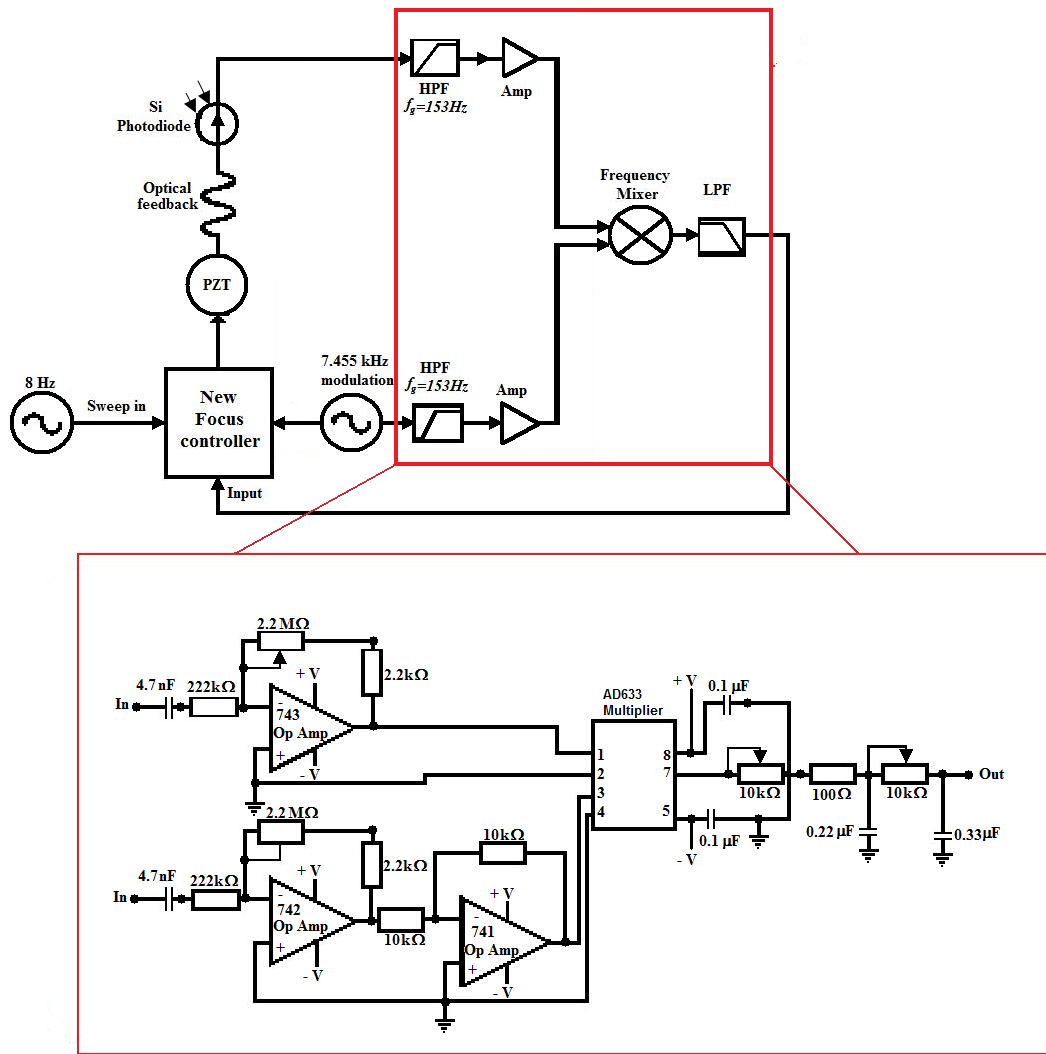 HPF
fg=153Hz
Amp
Si
Photodiode
Optical
feedback
PZT
Frequency
Mixer
LPF
8 Hz
Sweep in
New
Focus
controller
7.455 kHz
modulation
HPF
fg=153Hz
Amp
Input
2.2 MΩ
4.7 nF
222kΩ
In
+ V
2.2kΩ
-
743
Op Amp
+
- V
AD633
Multiplier
+ V
0.1 µF
1
2
3
4
8
7
5
10kΩ
100Ω
10kΩ
Out
0.22 µF
0.33µF
0.1 µF
- V
2.2 MΩ
4.7nF
222kΩ
In
+ V
2.2kΩ
-
742
Op Amp
+
- V
10kΩ
10kΩ
+ V
-
741
Op Amp
+
- V